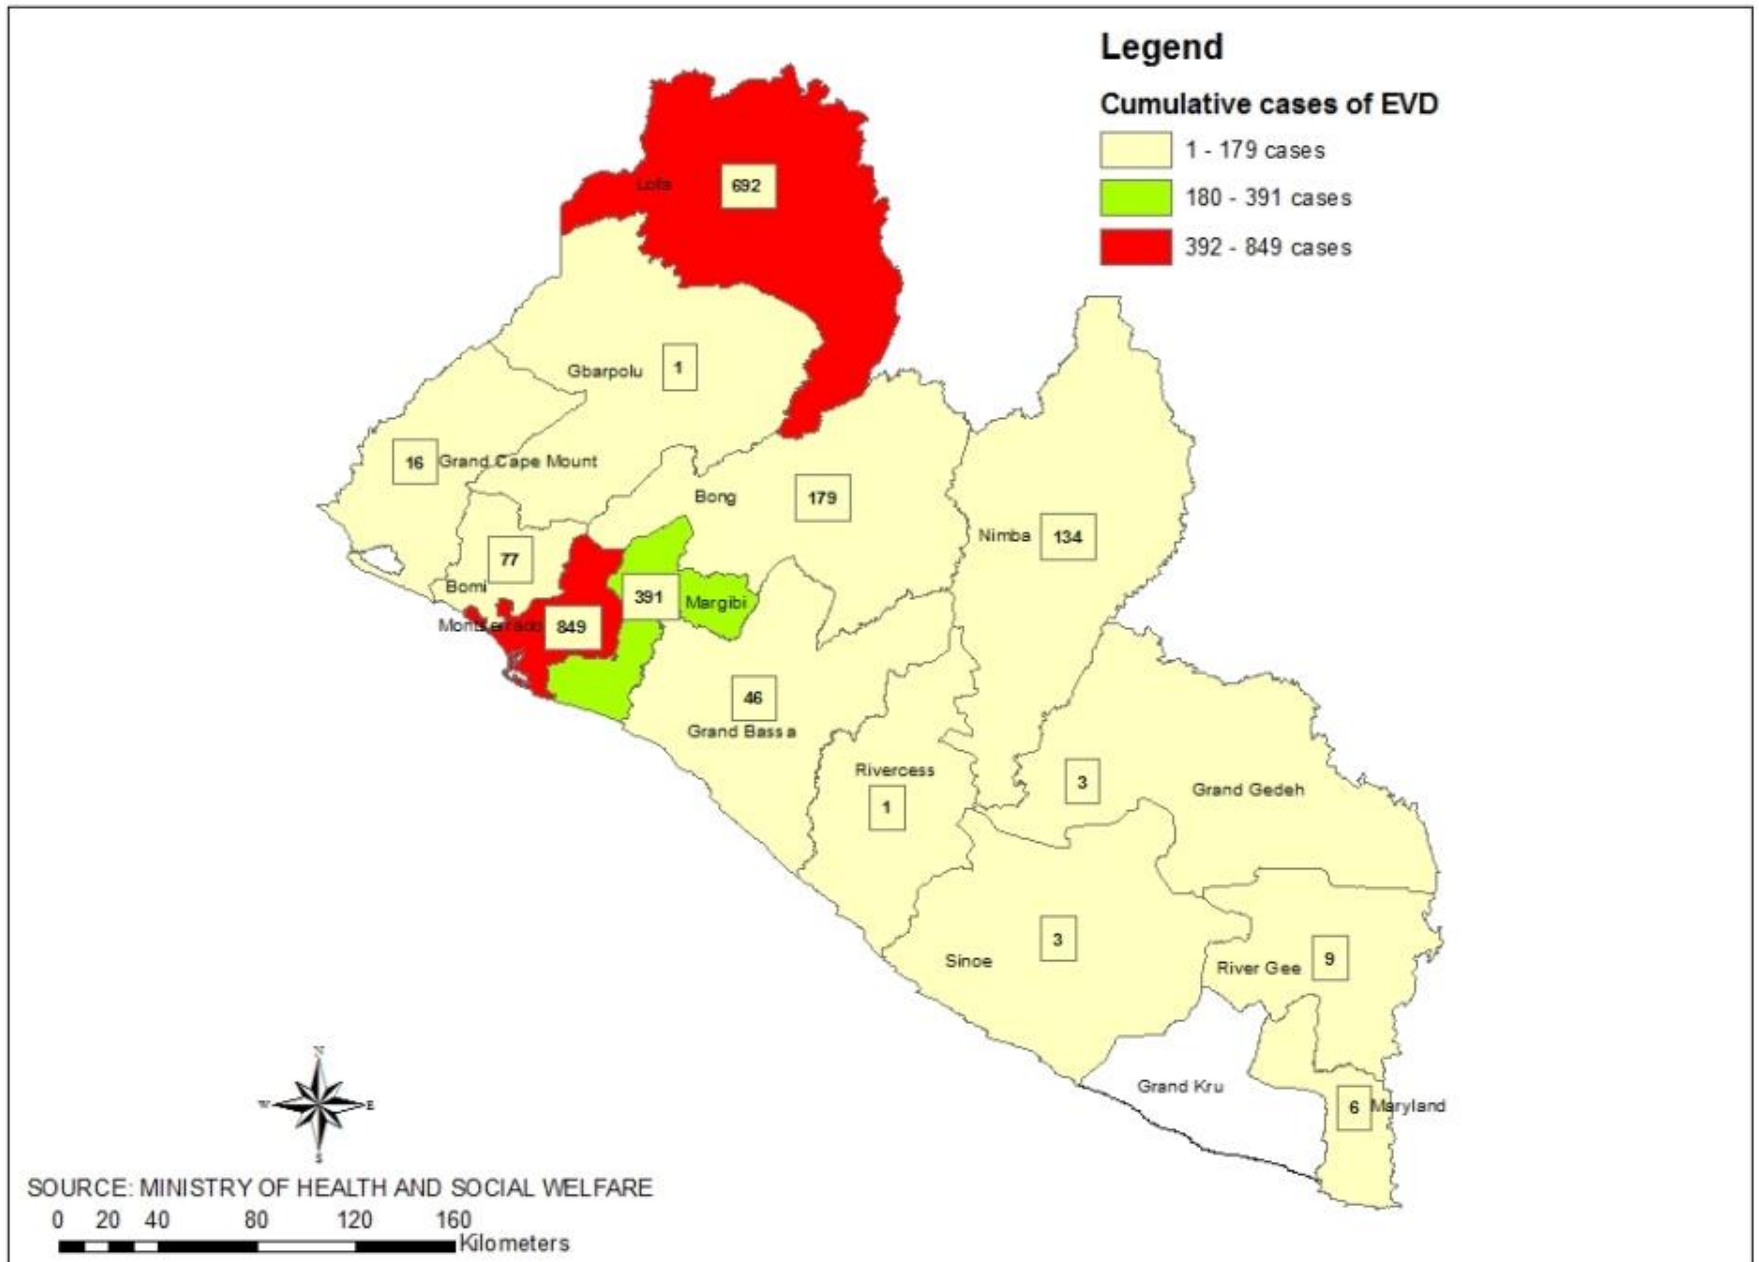 Legend
Cumulative cases of EVD
1 - 179 cases
180 - 391 cases
392 - 849 cases
Lofa
692
Gbarpolu
1
16
Grand Cape Mount
Bong
179
Nimba
134
77
Bomi
391
Margibi
Montserrado
849
46
Grand Bassa
Rivercess
1
3
Grand Gedeh
3
Sinoe
River Gee
9
Grand Kru
6
Maryland
N
W
E
S
SOURCE: MINISTRY OF HEALTH AND SOCIAL WELFARE
0 20 40 80 120 160
Kilometers